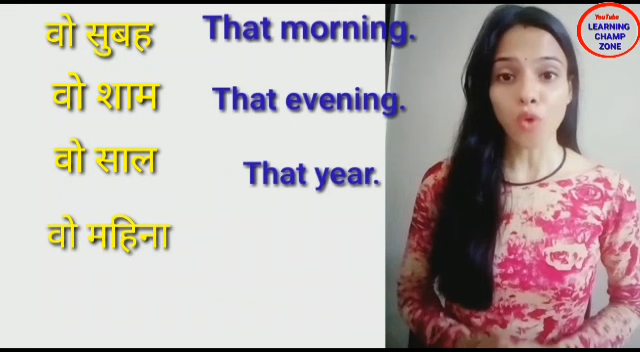 वो सुबह That morning.
वो शाम That evening.
वो साल That year.
वो महिना
YouTube
LEARNING
CHAMP
ZONE